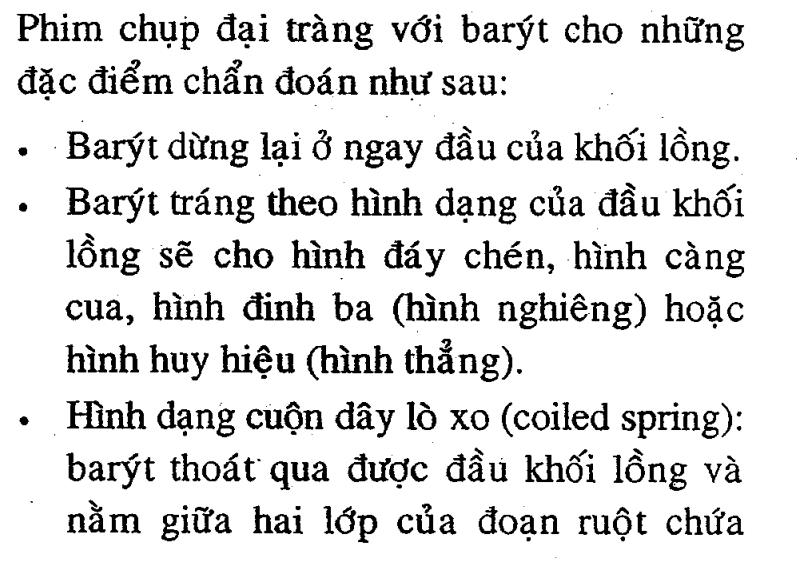 Phim chụp đại tràng với barýt cho những
đặc điểm chẩn đoán như sau:
• Barýt dừng lại ở ngay đầu của khối lồng.
• Barýt tráng theo hình dạng của đầu khối
lồng sẽ cho hình đáy chén, hình càng
cua, hình đinh ba (hình nghiêng) hoặc
hình huy hiệu (hình thẳng).
• Hình dạng cuộn dây lò xo (coiled spring):
barýt thoát qua được đầu khối lồng và
nằm giữa hai lớp của đoạn ruột chứa